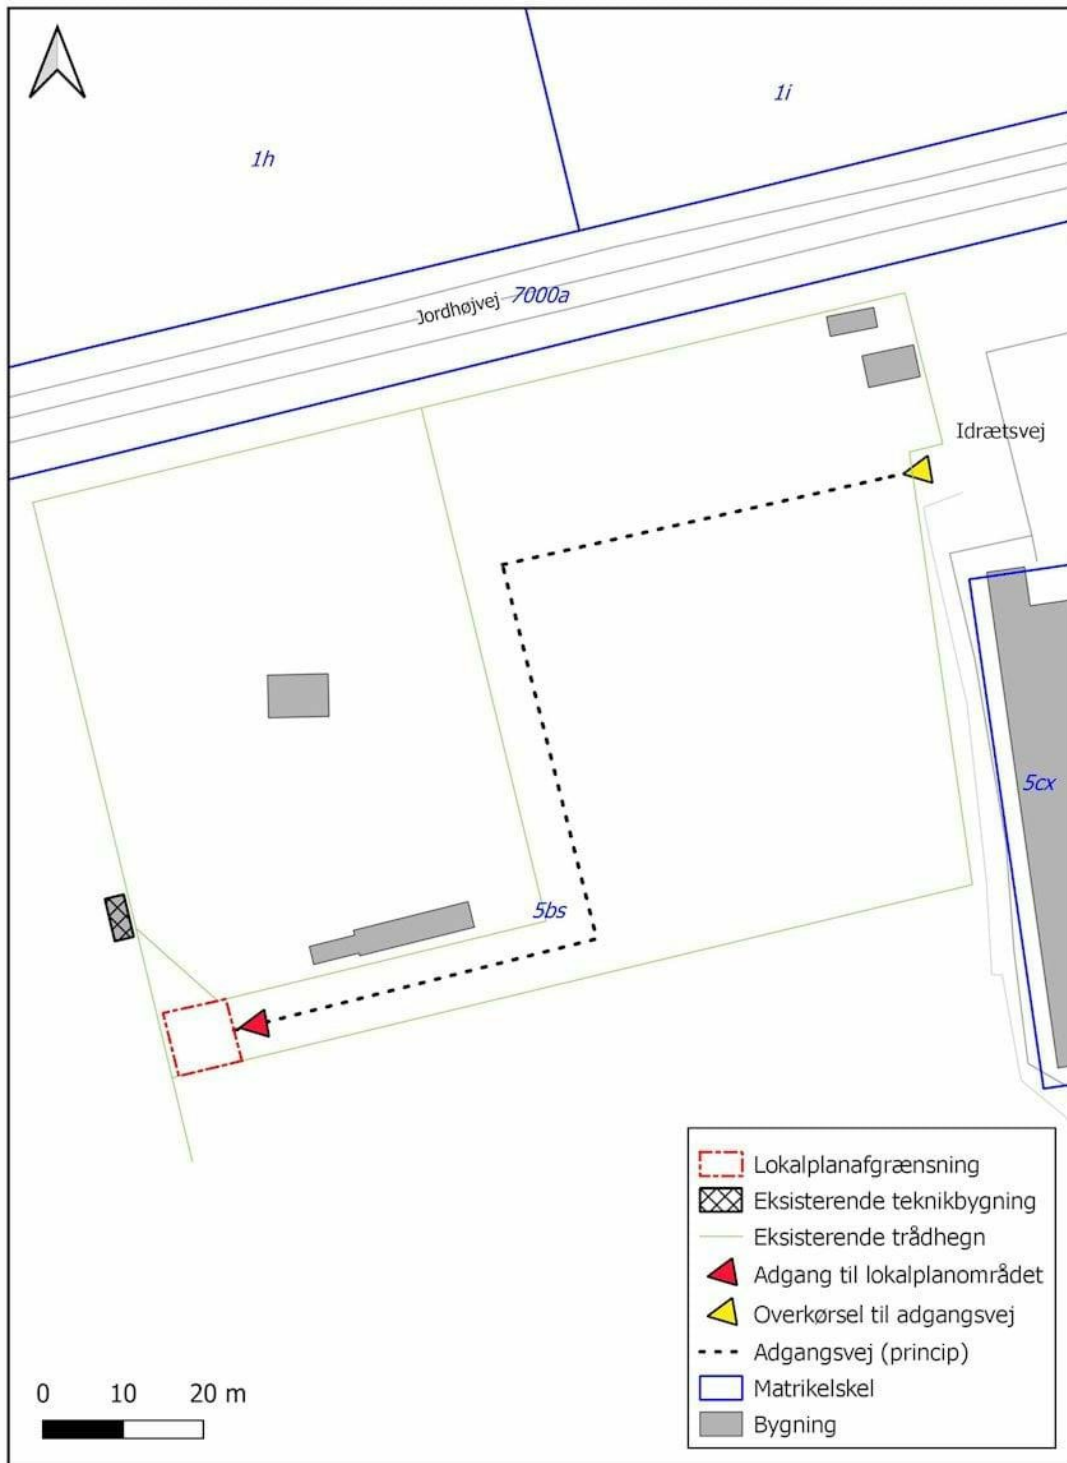 1i
1h
Jordhøjvej
7000a
Idrætsvej
5cx
5bs
Lokalplanafgrænsning
Eksisterende teknikbygning
Eksisterende trådhegn
Adgang til lokalplanområdet
Overkørsel til adgangsvej
Adgangsvej (princip)
Matrikelskel
Bygning
0 10 20 m